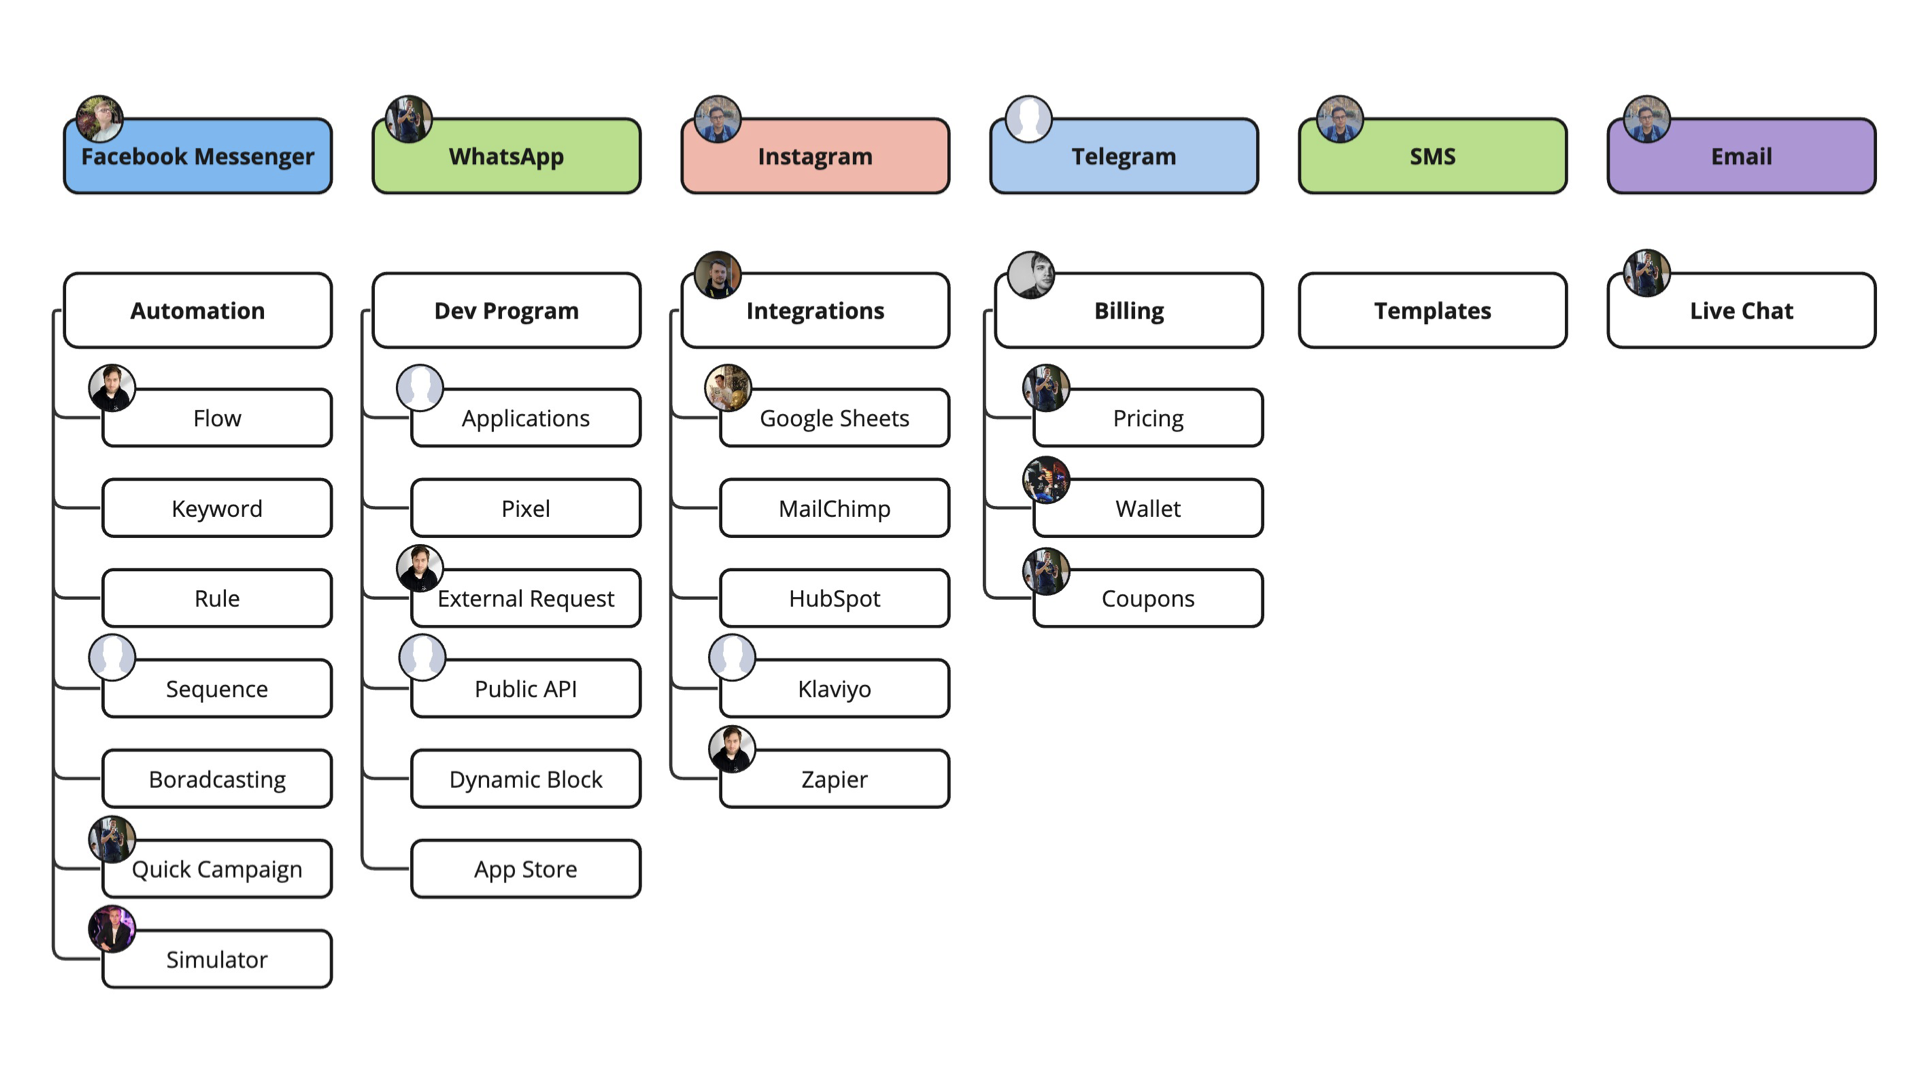 Facebook Messenger
WhatsApp
Instagram
Telegram
SMS
Email
Automation
Flow
Keyword
Rule
Sequence
Boradcasting
Quick Campaign
Simulator
Dev Program
Applications
Pixel
External Request
Public API
Dynamic Block
App Store
Integrations
Google Sheets
MailChimp
HubSpot
Klaviyo
Zapier
Billing
Pricing
Wallet
Coupons
Templates
Live Chat